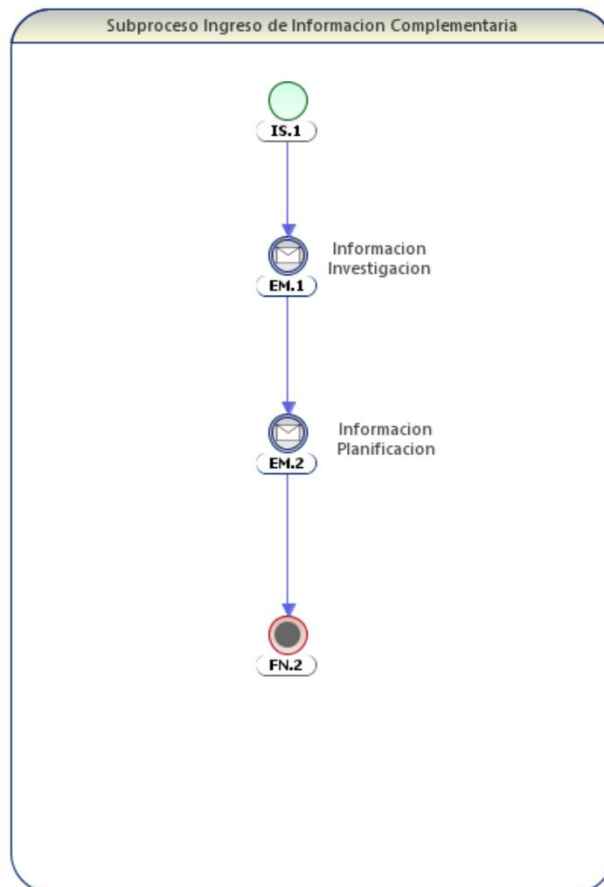 Subproceso Ingreso de Informacion Complementaria
IS.1
Informacion
Investigacion
EM.1
Informacion
Planificacion
EM.2
FN.2